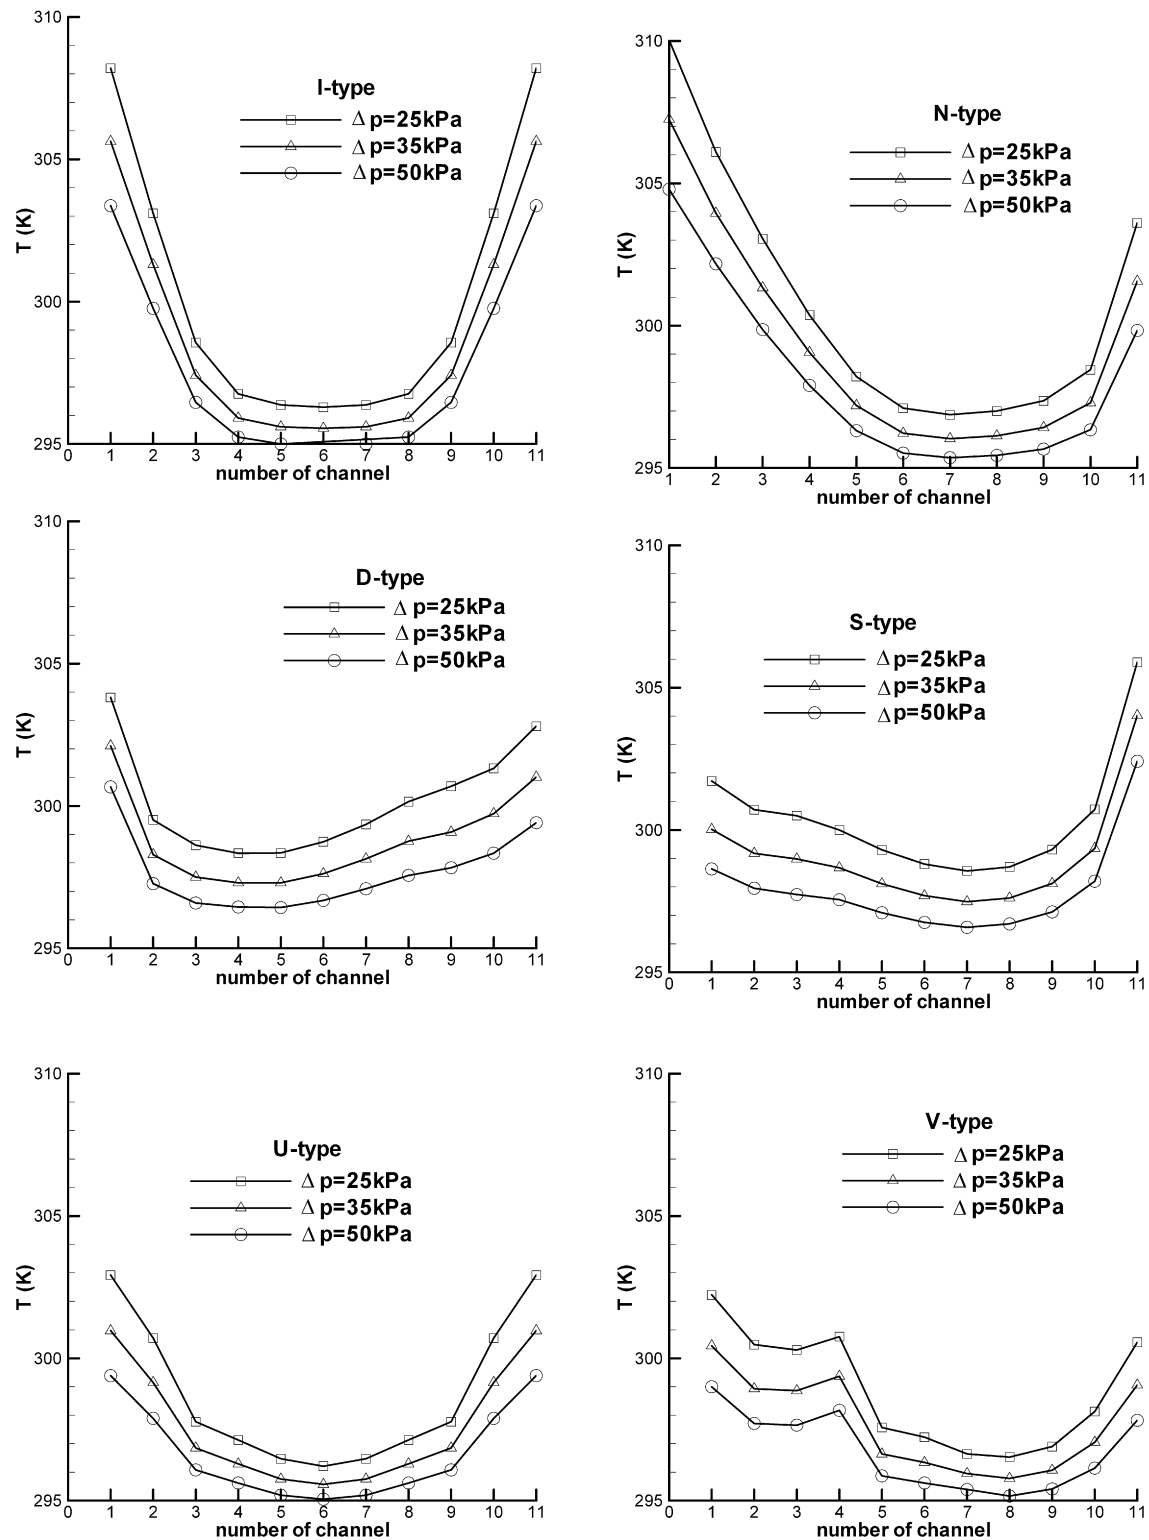 310
305
300
295
T (K)
I-type
Δ p=25kPa
Δ p=35kPa
Δ p=50kPa
0 1 2 3 4 5 6 7 8 9 10 11
number of channel
310
305
300
295
T (K)
N-type
Δ p=25kPa
Δ p=35kPa
Δp=50kPa
1 2 3 4 5 6 7 8 9 10 11
number of channel
310
305
300
295
T (K)
D-type
Δ p=25kPa
Δ p=35kPa
Δ p=50kPa
0 1 2 3 4 5 6 7 8 9 10 11
number of channel
310
305
300
295
T (K)
S-type
Δp=25kPa
Δp=35kPa
Δp=50kPa
0 1 2 3 4 5 6 7 8 9 10 11
number of channel
310
305
300
295
T (K)
U-type
Δ p=25kPa
Δ p=35kPa
Δ p=50kPa
0 1 2 3 4 5 6 7 8 9 10 11
number of channel
310
305
300
295
T (K)
V-type
Δ p=25kPa
Δ p=35kPa
Δ p=50kPa
0 1 2 3 4 5 6 7 8 9 10 11
number of channel